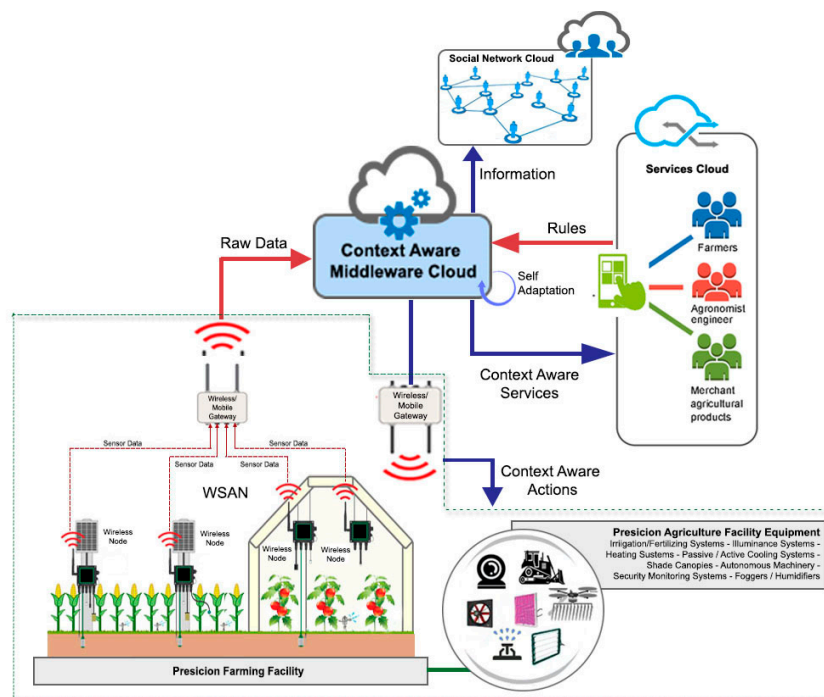 Social Network Cloud
Information
Services Cloud
Raw Data
Context Aware
Middleware Cloud
Rules
Self
Adaptation
Farmers
Agronomist
engineer
Merchant
agricultural
products
Context Aware
Services
Wireless/
Mobile
Gateway
Wireless/
Mobile
Gateway
Sensor Data
Sensor Data
Sensor Data
Sensor Data
WSAN
Context Aware
Actions
Wireless
Node
Wireless
Node
Wireless
Node
Wireless
Node
Presicion Agriculture Facility Equipment
Irrigation/Fertilizing Systems - Illuminance Systems -
Heating Sustems - Passive / Active Cooling Systems -
Shade Canopies - Autonomous Machinery -
Security Monitoring Systems - Foggers / Humidifiers
Presicion Farming Facility